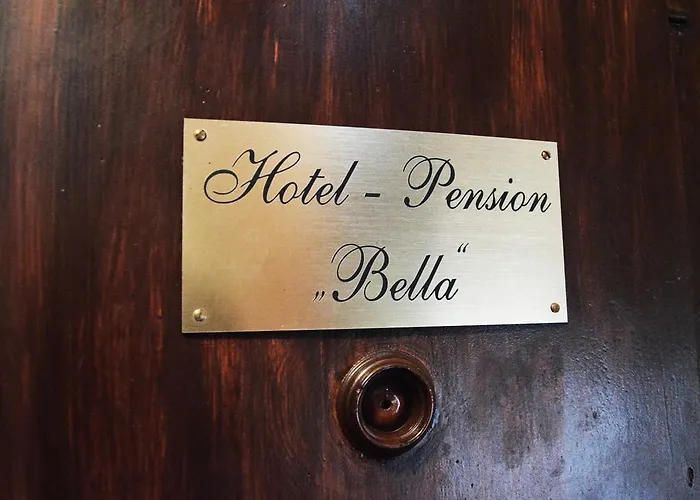 Hotel - Pension
„Bella“